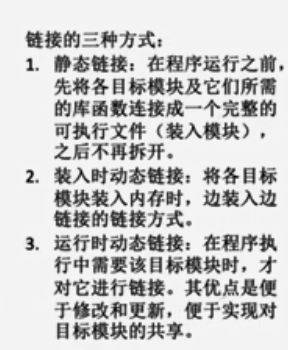 链接的三种方式：
1. 静态链接：在程序运行之前，
先将各目标模块及它们所需
的库函数连接成一个完整的
可执行文件（装入模块），
之后不再拆开。
2. 装入时动态链接：将各目标
模块装入内存时，边装入边
链接的链接方式。
3. 运行时动态链接：在程序执
行中需要该目标模块时，才
对它进行链接。其优点是便
于修改和更新，便于实现对
目标模块的共享。